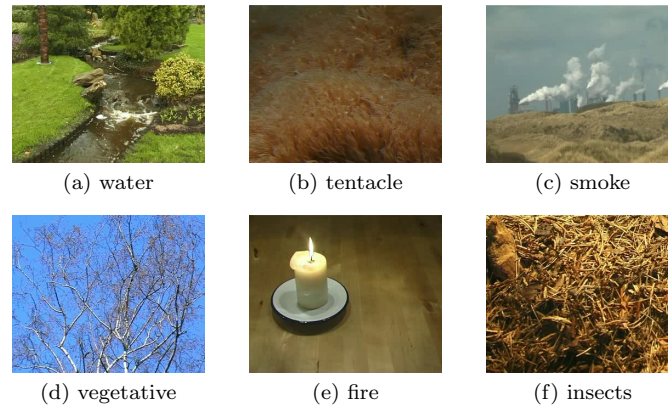 (a) water
(b) tentacle
(c) smoke
(d) vegetative
(e) fire
(f) insects